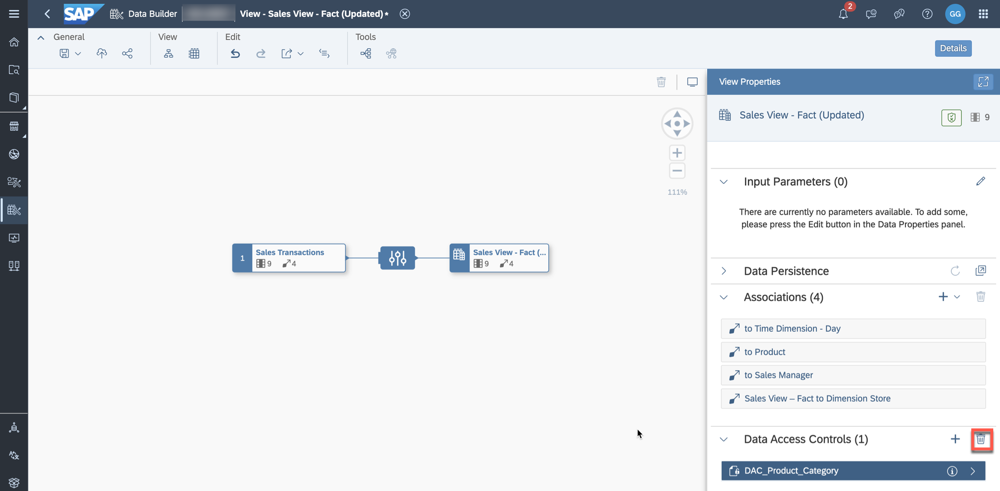 SAP
Data Builder
View - Sales View - Fact (Updated)*
2
GG
General
View
Edit
Tools
Details
View Properties
Sales View - Fact (Updated)
9
111%
Input Parameters (0)
There are currently no parameters available. To add some,
please press the Edit button in the Data Properties panel.
1
Sales Transactions
9
4
Sales View - Fact (...
9
4
Data Persistence
Associations (4)
to Time Dimension - Day
to Product
to Sales Manager
Sales View – Fact to Dimension Store
Data Access Controls (1)
DAC_Product_Category